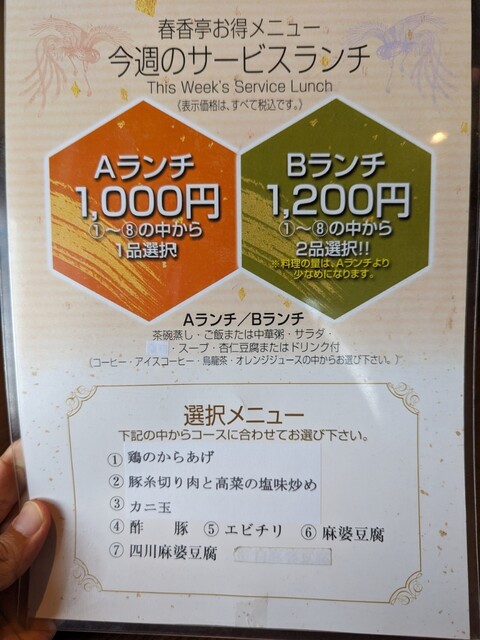 春香亭お得メニュー
今週のサービスランチ
This Week's Service Lunch
(表示価格は、すべて税込です。)
Aランチ
1,000円
①～⑧の中から
1品選択
Bランチ
1,200円
①～⑧の中から
2品選択!!
※料理の量は、Aランチより
少なめになります。
Aランチ／Bランチ
茶碗蒸し・ご飯または中華粥・サラダ・
・スープ・杏仁豆腐またはドリンク付
(コーヒー・アイスコーヒー・烏龍茶・オレンジジュースの中からお選び下さい。)
選択メニュー
下記の中からコースに合わせてお選び下さい。
① 鶏のからあげ
② 豚糸切り肉と高菜の塩味炒め
③ カニ玉
④ 酢　豚 ⑤ エビチリ ⑥ 麻婆豆腐
⑦ 四川麻婆豆腐